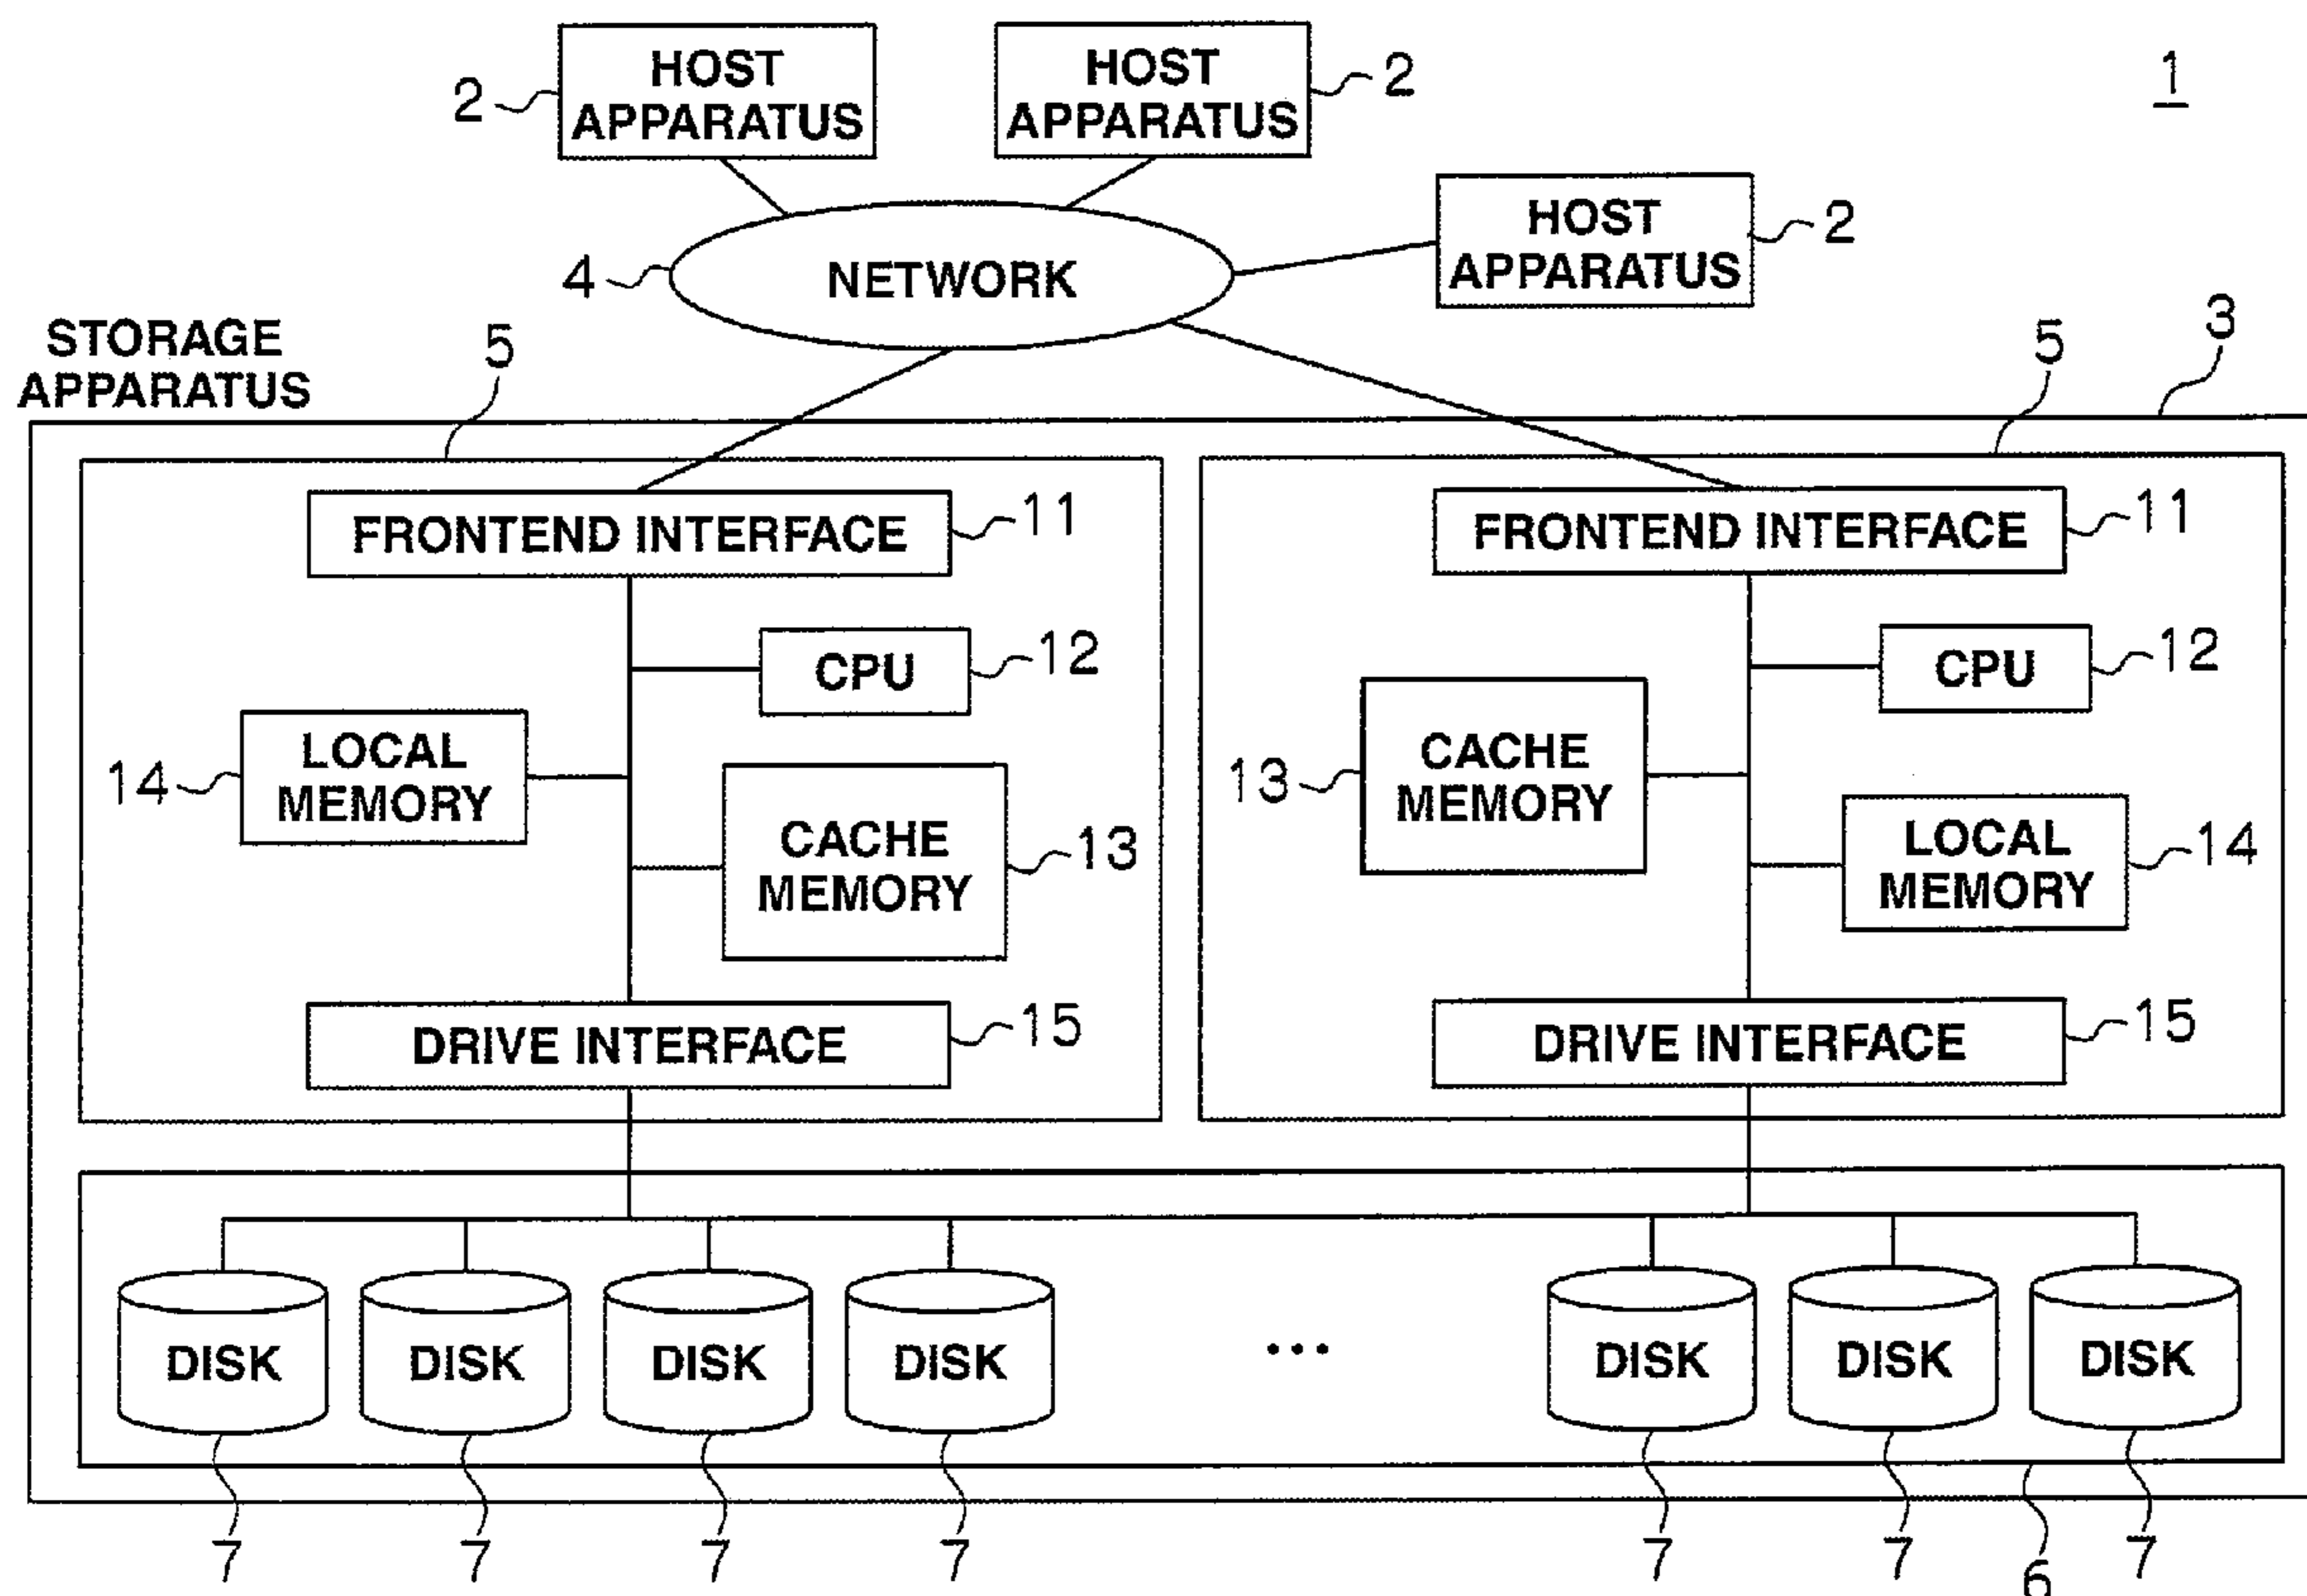 1
HOST
APPARATUS
2
HOST
APPARATUS
2
HOST
APPARATUS
2
NETWORK
4
STORAGE
APPARATUS
3
5
5
FRONTEND INTERFACE
11
CPU
12
LOCAL
MEMORY
14
CACHE
MEMORY
13
DRIVE INTERFACE
15
FRONTEND INTERFACE
11
CPU
12
CACHE
MEMORY
13
LOCAL
MEMORY
14
DRIVE INTERFACE
15
DISK
DISK
DISK
DISK
...
DISK
DISK
DISK
7
7
7
7
7
7
6
7